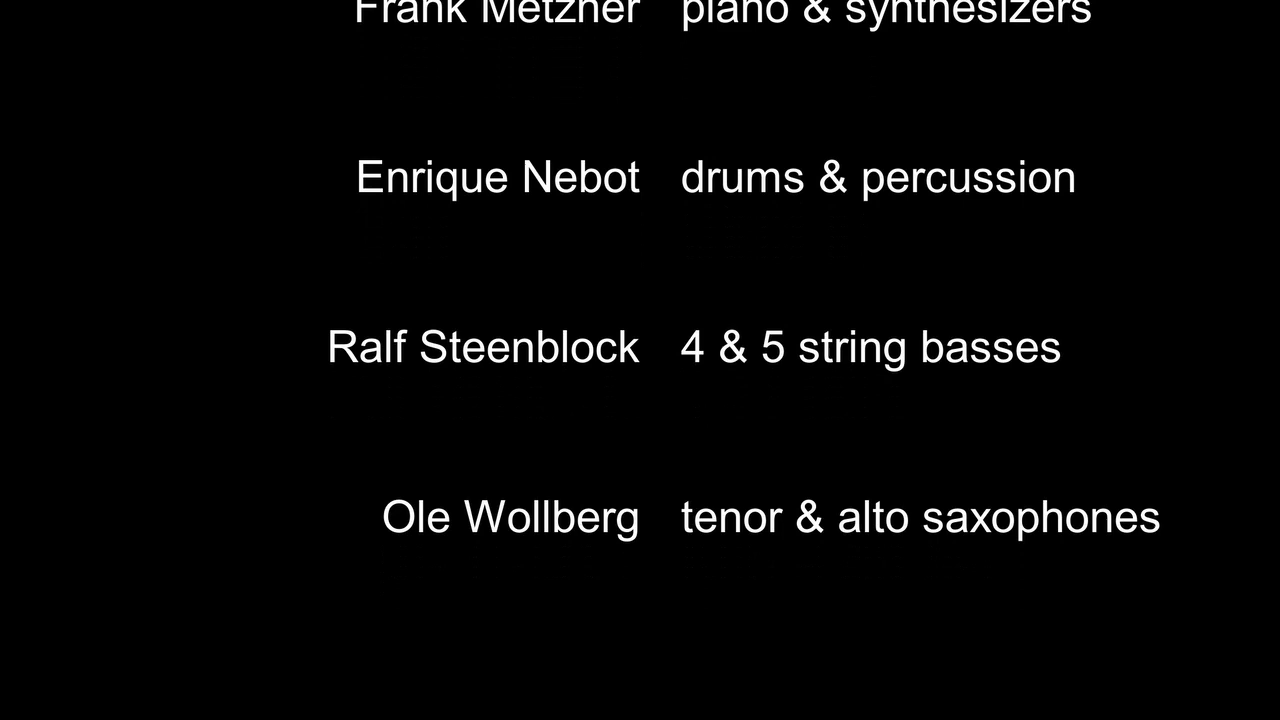 Frank Metzner piano & synthesizers
Enrique Nebot drums & percussion
Ralf Steenblock 4 & 5 string basses
Ole Wollberg tenor & alto saxophones